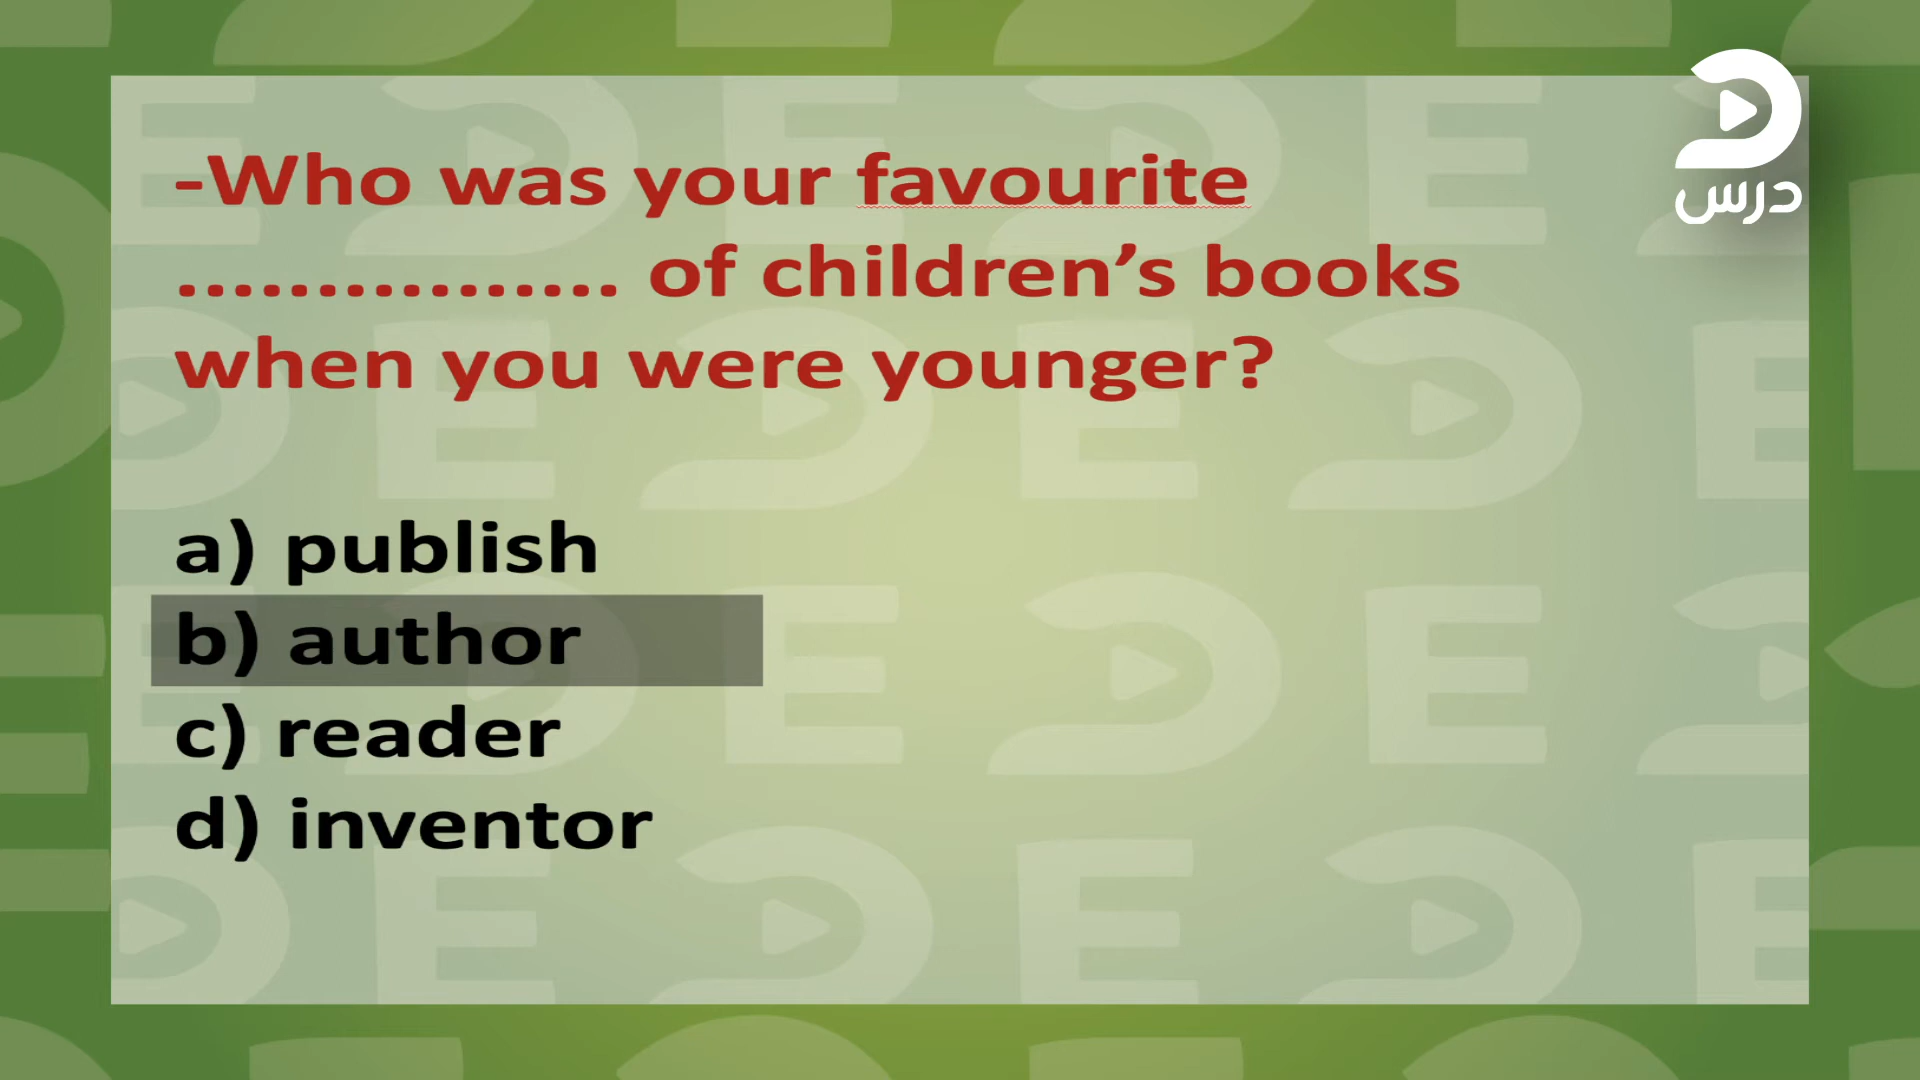 درس
-Who was your favourite
................ of children’s books
when you were younger?
a) publish
b) author
c) reader
d) inventor